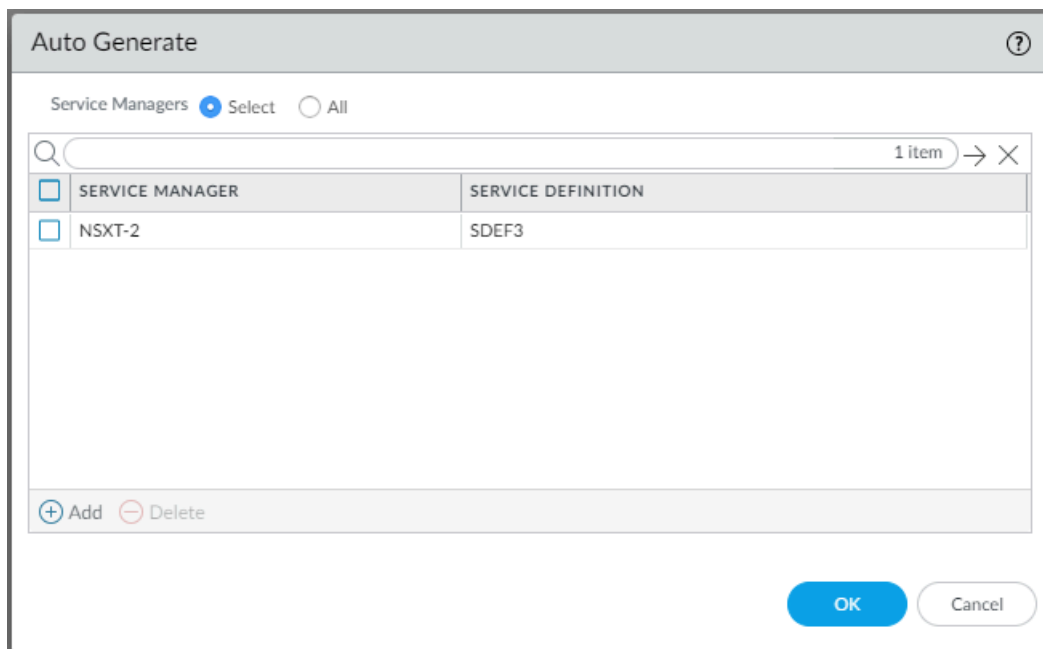 Auto Generate
Service Managers Select All
1 item
SERVICE MANAGER SERVICE DEFINITION
NSXT-2 SDEF3
Add Delete
OK Cancel